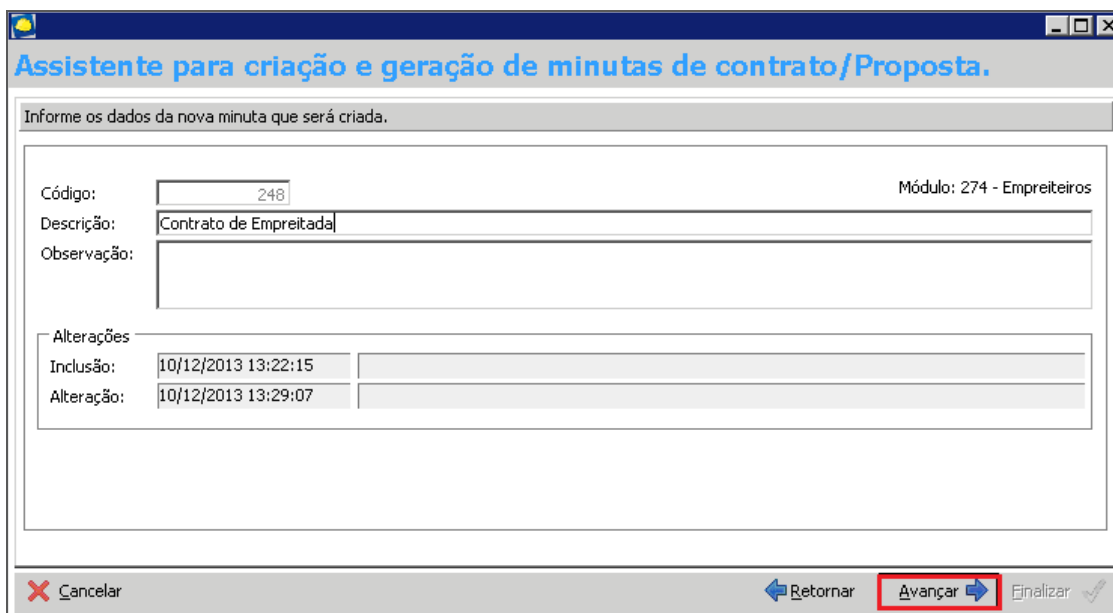 Assistente para criação e geração de minutas de contrato/Proposta.
Informe os dados da nova minuta que será criada.
Código: 248 Módulo: 274 - Empreiteiros
Descrição: Contrato de Empreitada
Observação:
Alterações
Inclusão: 10/12/2013 13:22:15
Alteração: 10/12/2013 13:29:07
Cancelar Retornar Avançar Finalizar